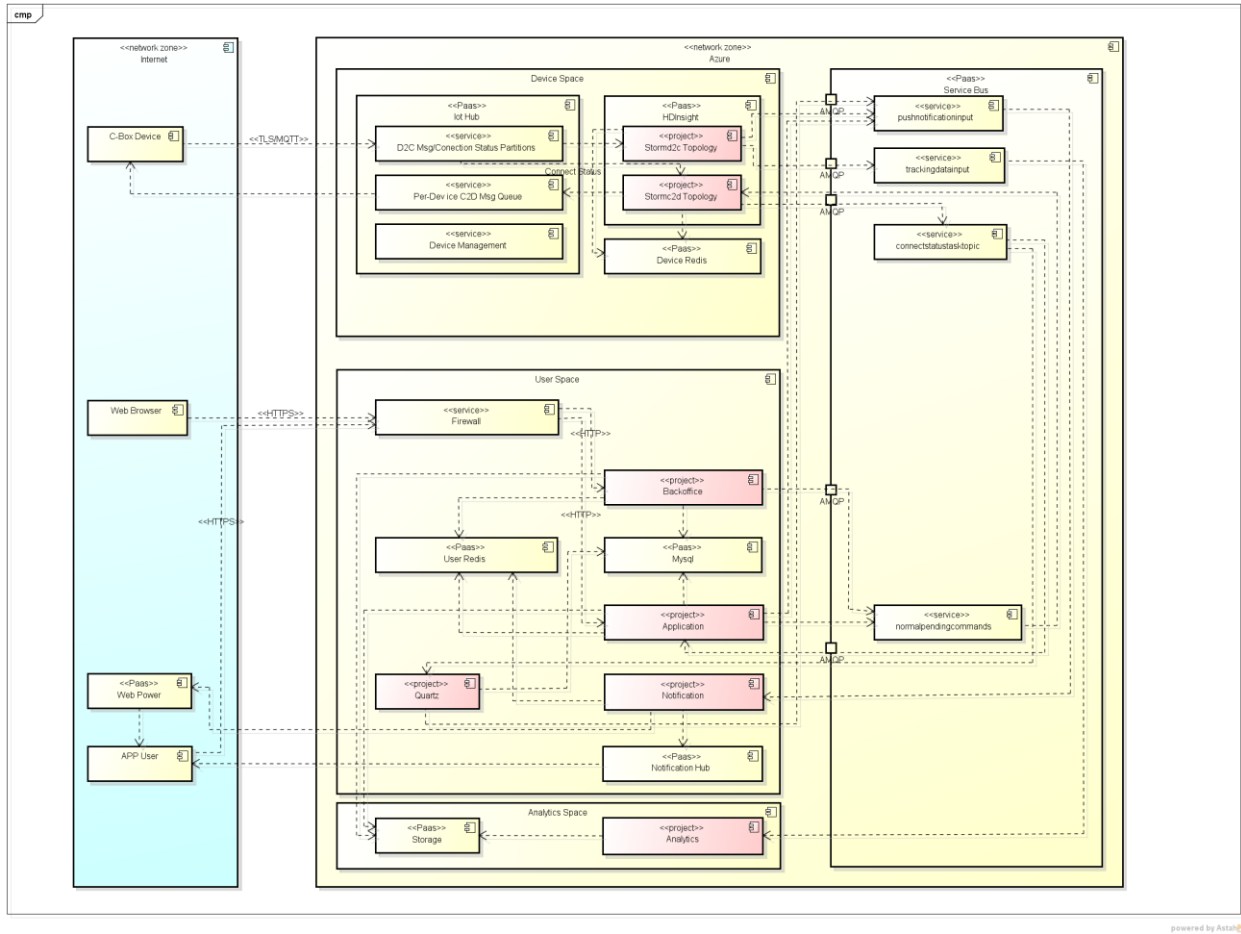 cmp
<<network zone>>
Internet
<<network zone>>
Azure
Device Space
<<Paas>>
Service Bus
<<Paas>>
Iot Hub
<<Paas>>
HDInsight
AMQP
<<service>>
pushnotificationinput
C-Box Device
<<TLS/MQTT>>
<<service>>
D2C Msg/Conection Status Partitions
<<project>>
Stormd2c Topology
<<service>>
trackingdatainput
Connect Status
AMQP
<<service>>
Per-Device C2D Msg Queue
<<project>>
Stormc2d Topology
AMQP
<<service>>
Device Management
<<Paas>>
Device Redis
<<service>>
connectstatustasktopic
User Space
Web Browser
<<HTTPS>>
<<service>>
Firewall
<<HTTP>>
<<project>>
Backoffice
AMQP
<<HTTPS>>
<<HTTP>>
<<Paas>>
User Redis
<<Paas>>
Mysql
<<project>>
Application
<<service>>
normalpendingcommands
AMQP
<<Paas>>
Web Power
<<project>>
Quartz
<<project>>
Notification
APP User
<<Paas>>
Notification Hub
Analytics Space
<<Paas>>
Storage
<<project>>
Analytics
powered by Astah